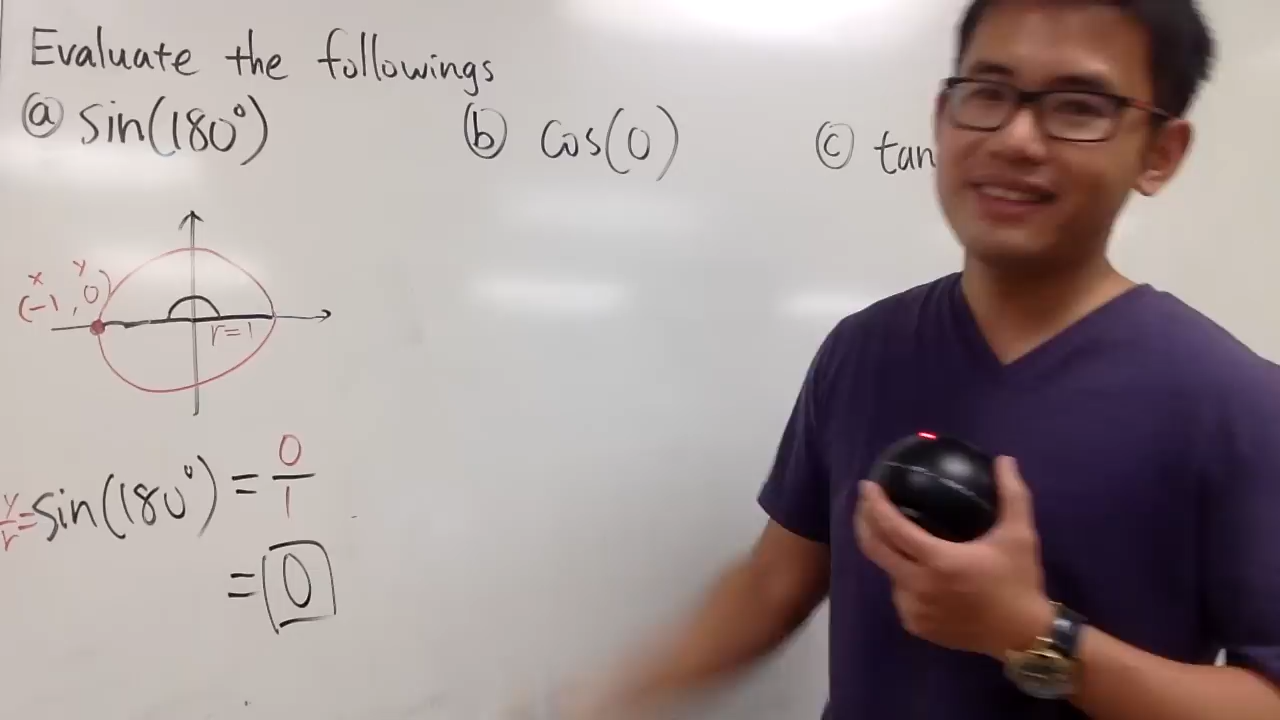 Evaluate the followings
ⓐ sin(180°)
ⓑ cos(0)
ⓒ tan
x y
(-1, 0)
r=1
y/r = sin(180°) = 0/1
= 0